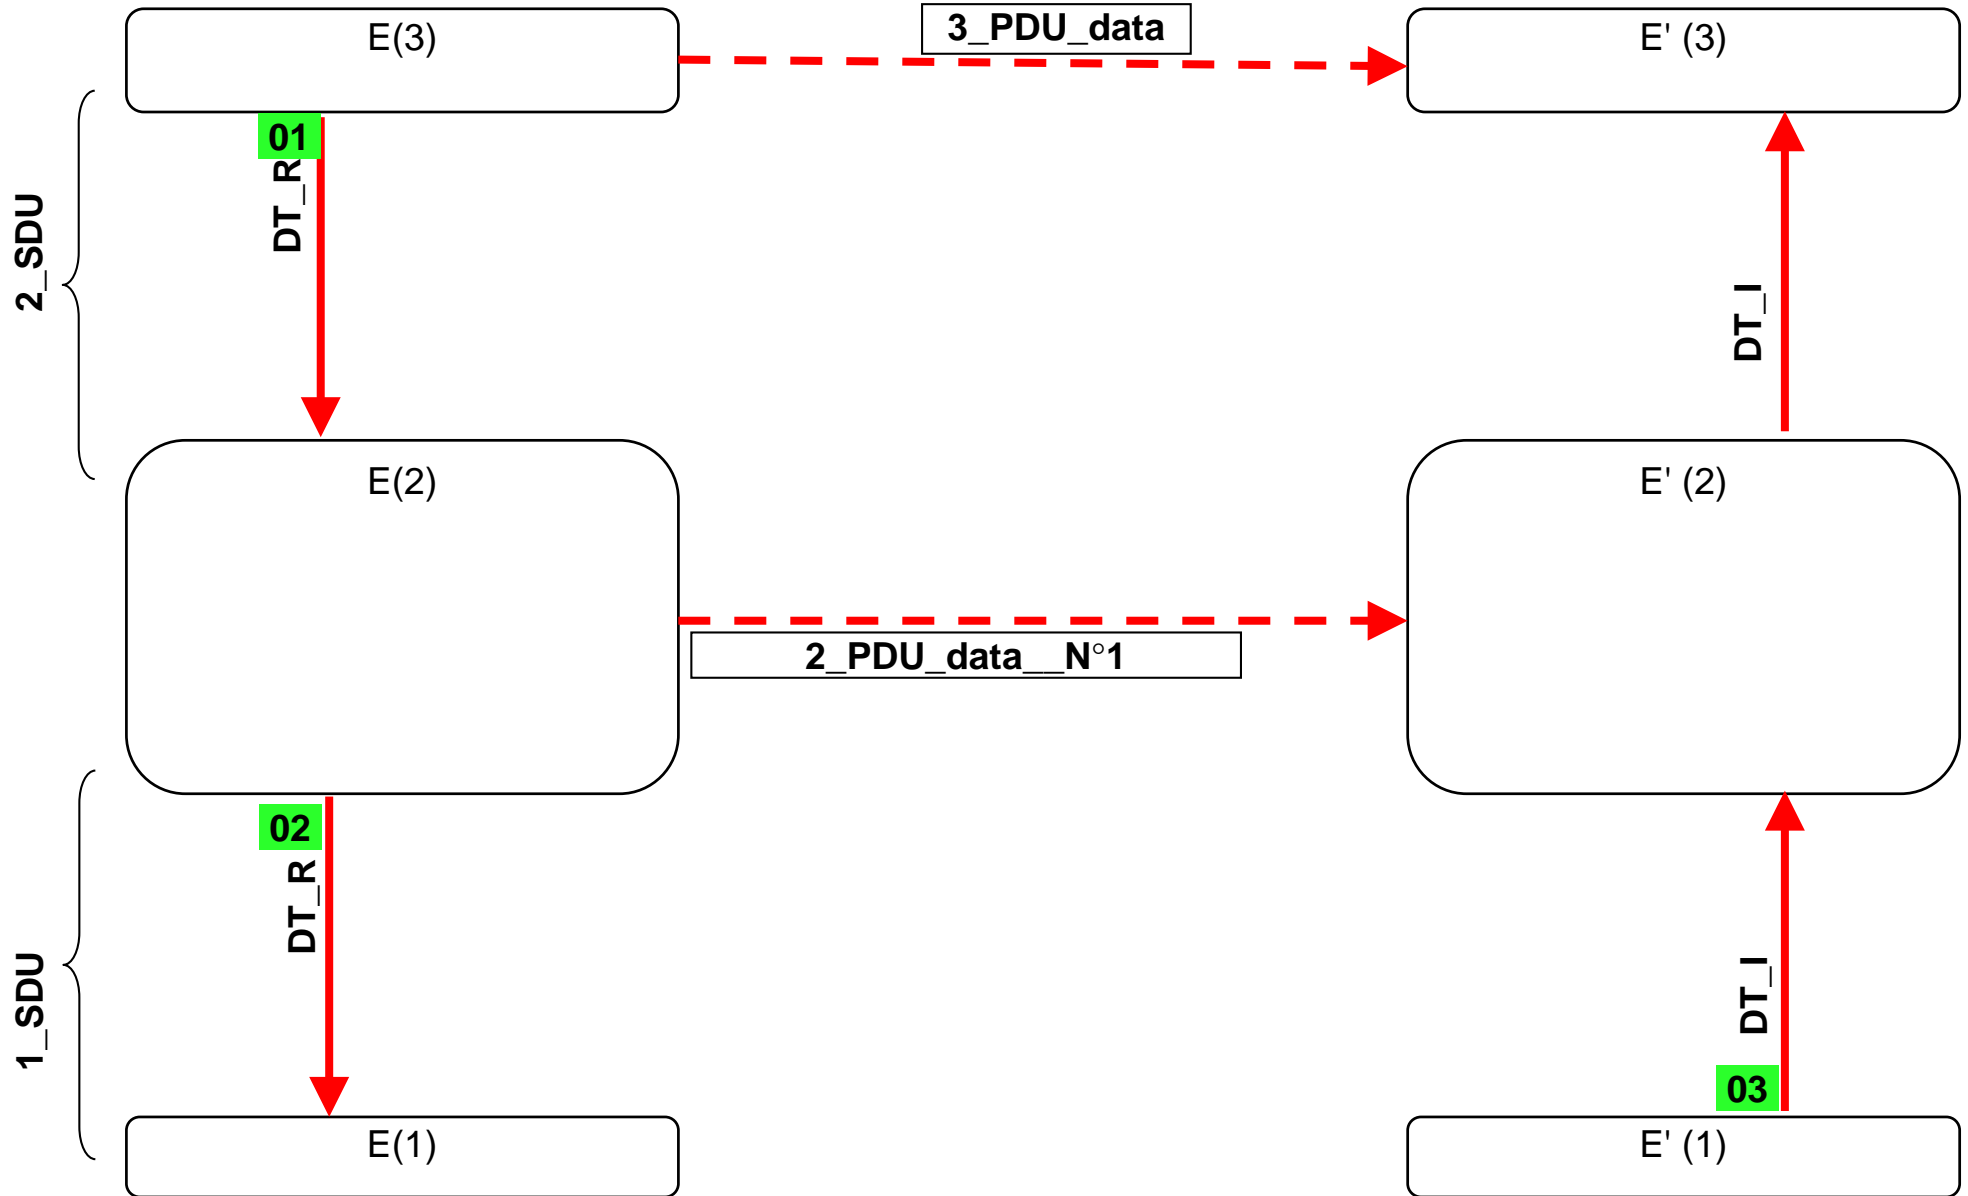 E(3)
3_PDU_data
E' (3)
01
DT_R
2_SDU
DT_I
E(2)
E' (2)
2_PDU_data__N°1
02
DT_R
1_SDU
DT_I
03
E(1)
E' (1)